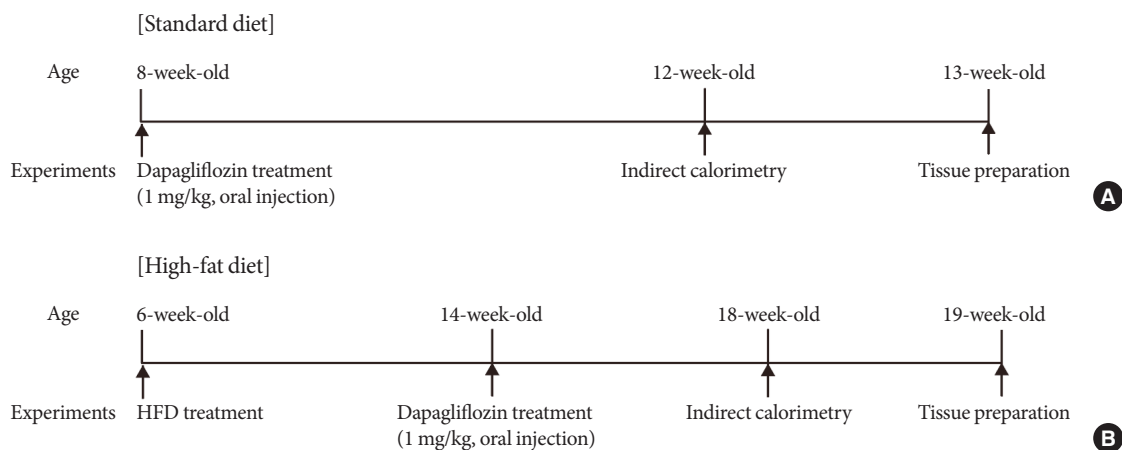 [Standard diet]
Age 8-week-old 12-week-old 13-week-old
Experiments Dapagliflozin treatment Indirect calorimetry Tissue preparation
(1 mg/kg, oral injection)
A
[High-fat diet]
Age 6-week-old 14-week-old 18-week-old 19-week-old
Experiments HFD treatment Dapagliflozin treatment Indirect calorimetry Tissue preparation
(1 mg/kg, oral injection)
B